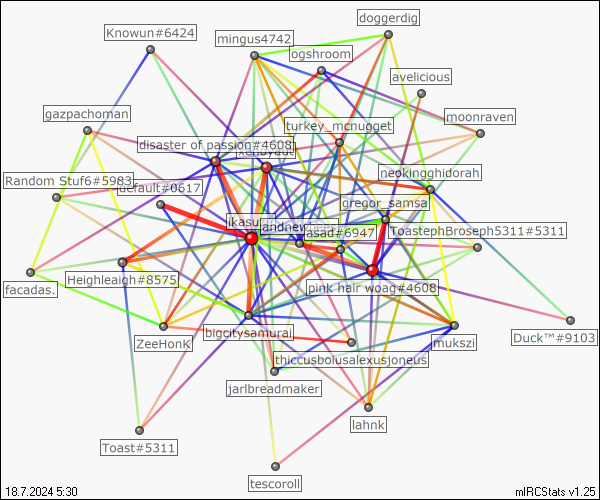 doggerdig
Knowun#6424
mingus4742
ogshroom
avelicious
gazpachoman
moonraven
turkey_mcnugget
disaster of passion#4608
neokingghidorah
Random Stuf6#5983
default#0617
gregor_samsa
ikasu
andne
ToastephBroseph5311#5311
asad#6947
Heighleaigh#8575
facadas.
pink hair woag#4608
bigcitysamurai
Duck™#9103
ZeeHonK
mukszi
thiccusbolusalexusjoneus
jarlbreadmaker
lahnk
Toast#5311
tescoroll
18.7.2024 5:30
mIRCStats v1.25